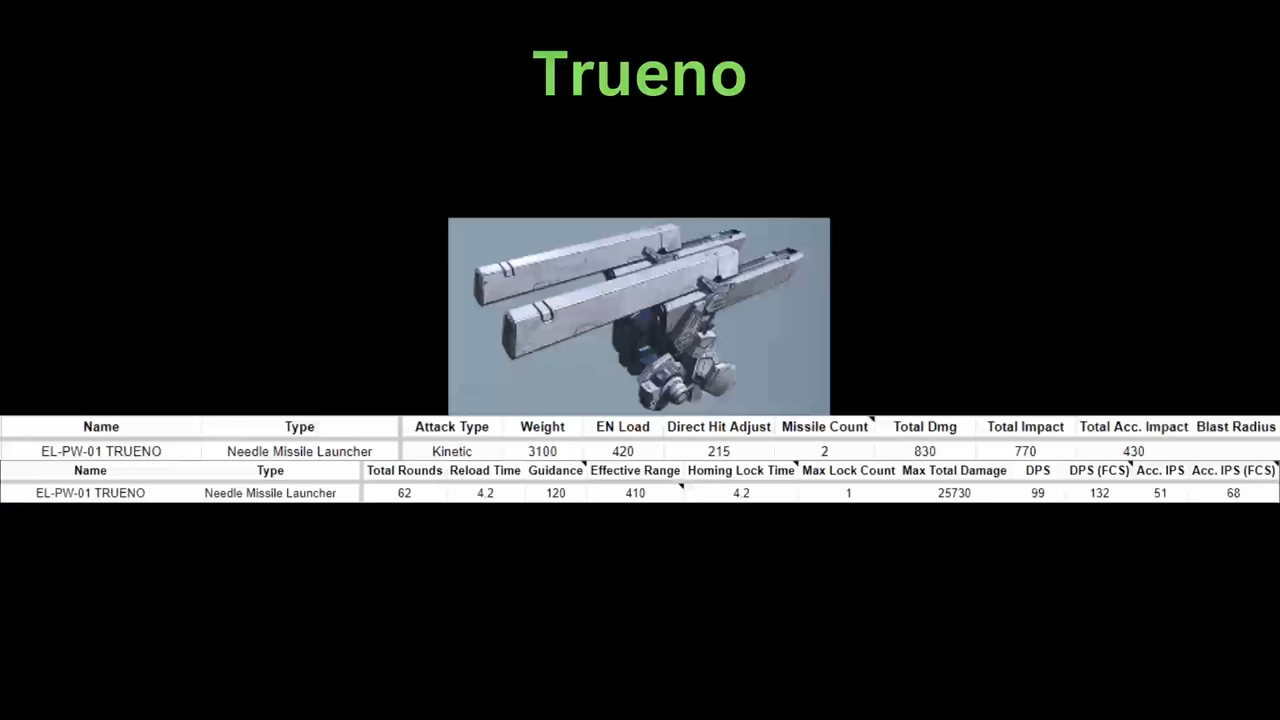 Trueno
Name Type Attack Type Weight EN Load Direct Hit Adjust Missile Count Total Dmg Total Impact Total Acc. Impact Blast Radius
EL-PW-01 TRUENO Needle Missile Launcher Kinetic 3100 420 215 2 830 770 430
Name Type Total Rounds Reload Time Guidance Effective Range Homing Lock Time Max Lock Count Max Total Damage DPS DPS (FCS) Acc. IPS Acc. IPS (FCS)
EL-PW-01 TRUENO Needle Missile Launcher 62 4.2 120 410 4.2 1 25730 99 132 51 68